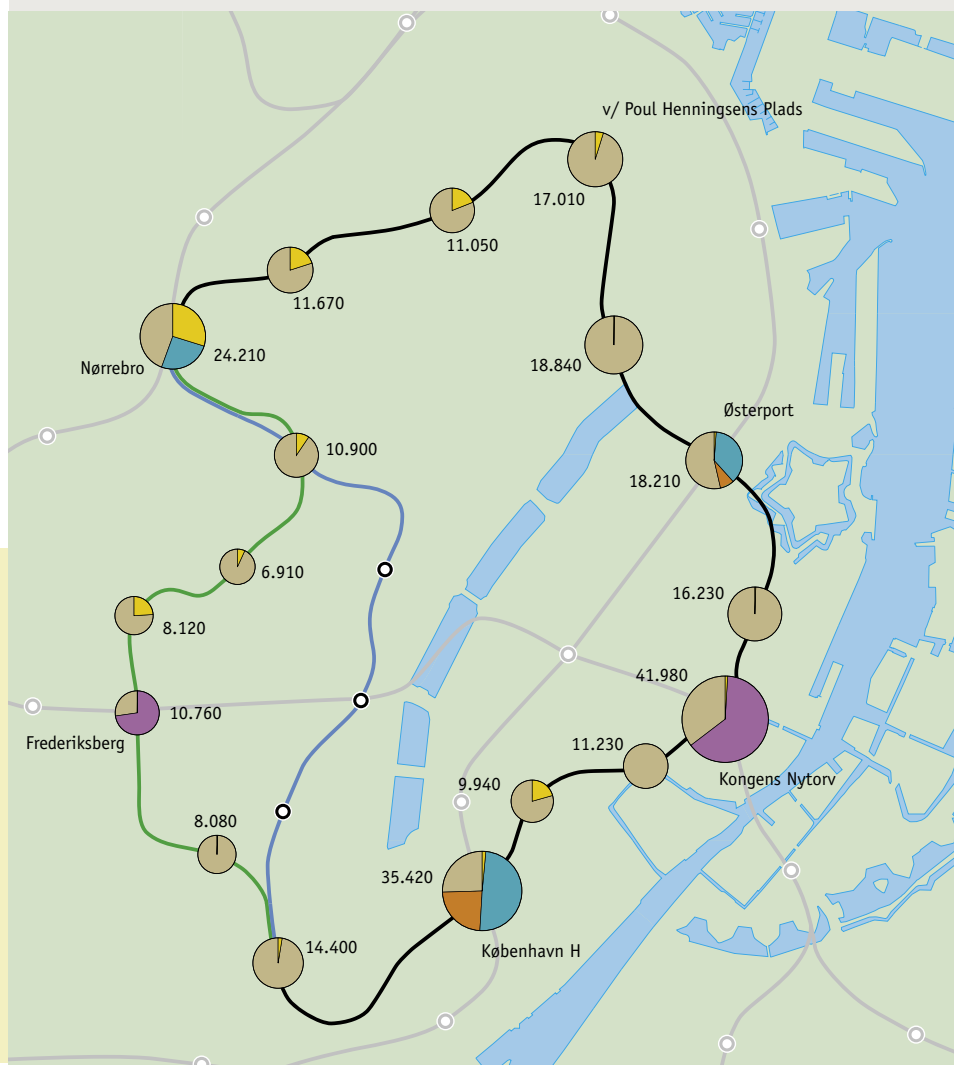 v/ Poul Henningsens Plads
17.010
11.050
11.670
24.210
Nørrebro
18.840
Østerport
18.210
10.900
6.910
16.230
8.120
41.980
10.760
Frederiksberg
11.230
Kongens Nytorv
9.940
8.080
35.420
14.400
København H